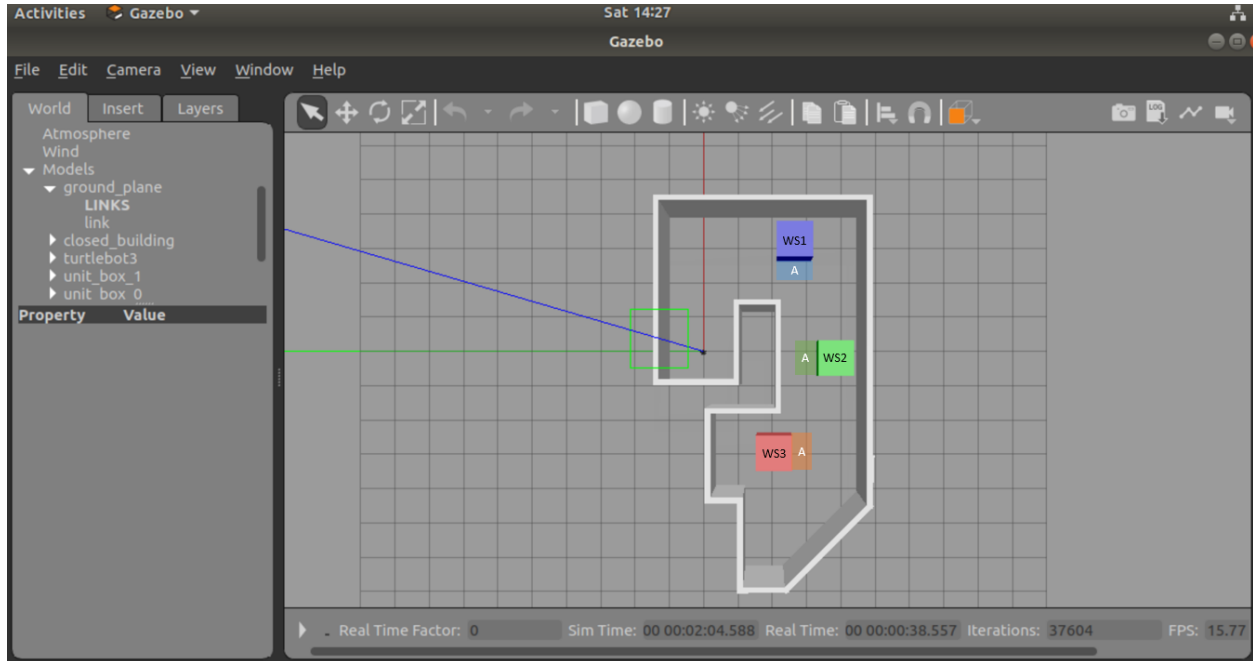 Activities Gazebo Sat 14:27
Gazebo
File Edit Camera View Window Help
World Insert Layers
LOG
Atmosphere
Wind
Models
ground_plane
LINKS
link
closed_building
turtlebot3
unit_box_1
unit_box_0
Property Value
WS1
A
A WS2
WS3 A
Real Time Factor: 0 Sim Time: 00 00:02:04.588 Real Time: 00 00:00:38.557 Iterations: 37604 FPS: 15.77